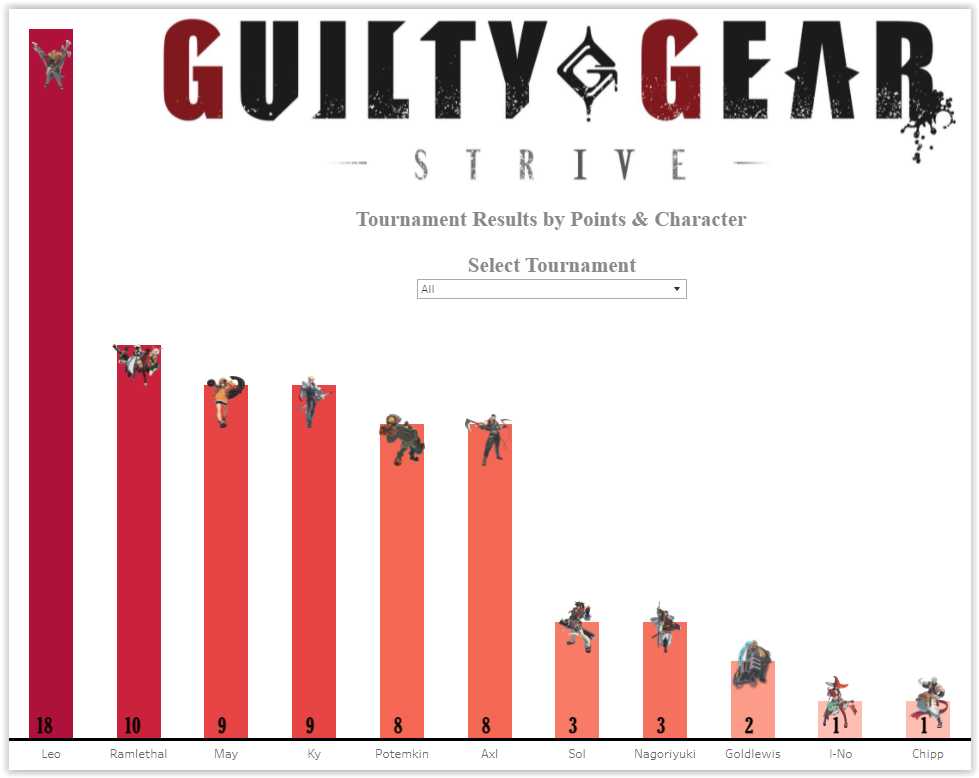 GUILTY GEAR
STRIVE
Tournament Results by Points & Character
Select Tournament
All
18 10 9 9 8 8 3 3 2 1 1
Leo Ramlethal May Ky Potemkin Axl Sol Nagoriyuki Goldlewis I-No Chipp